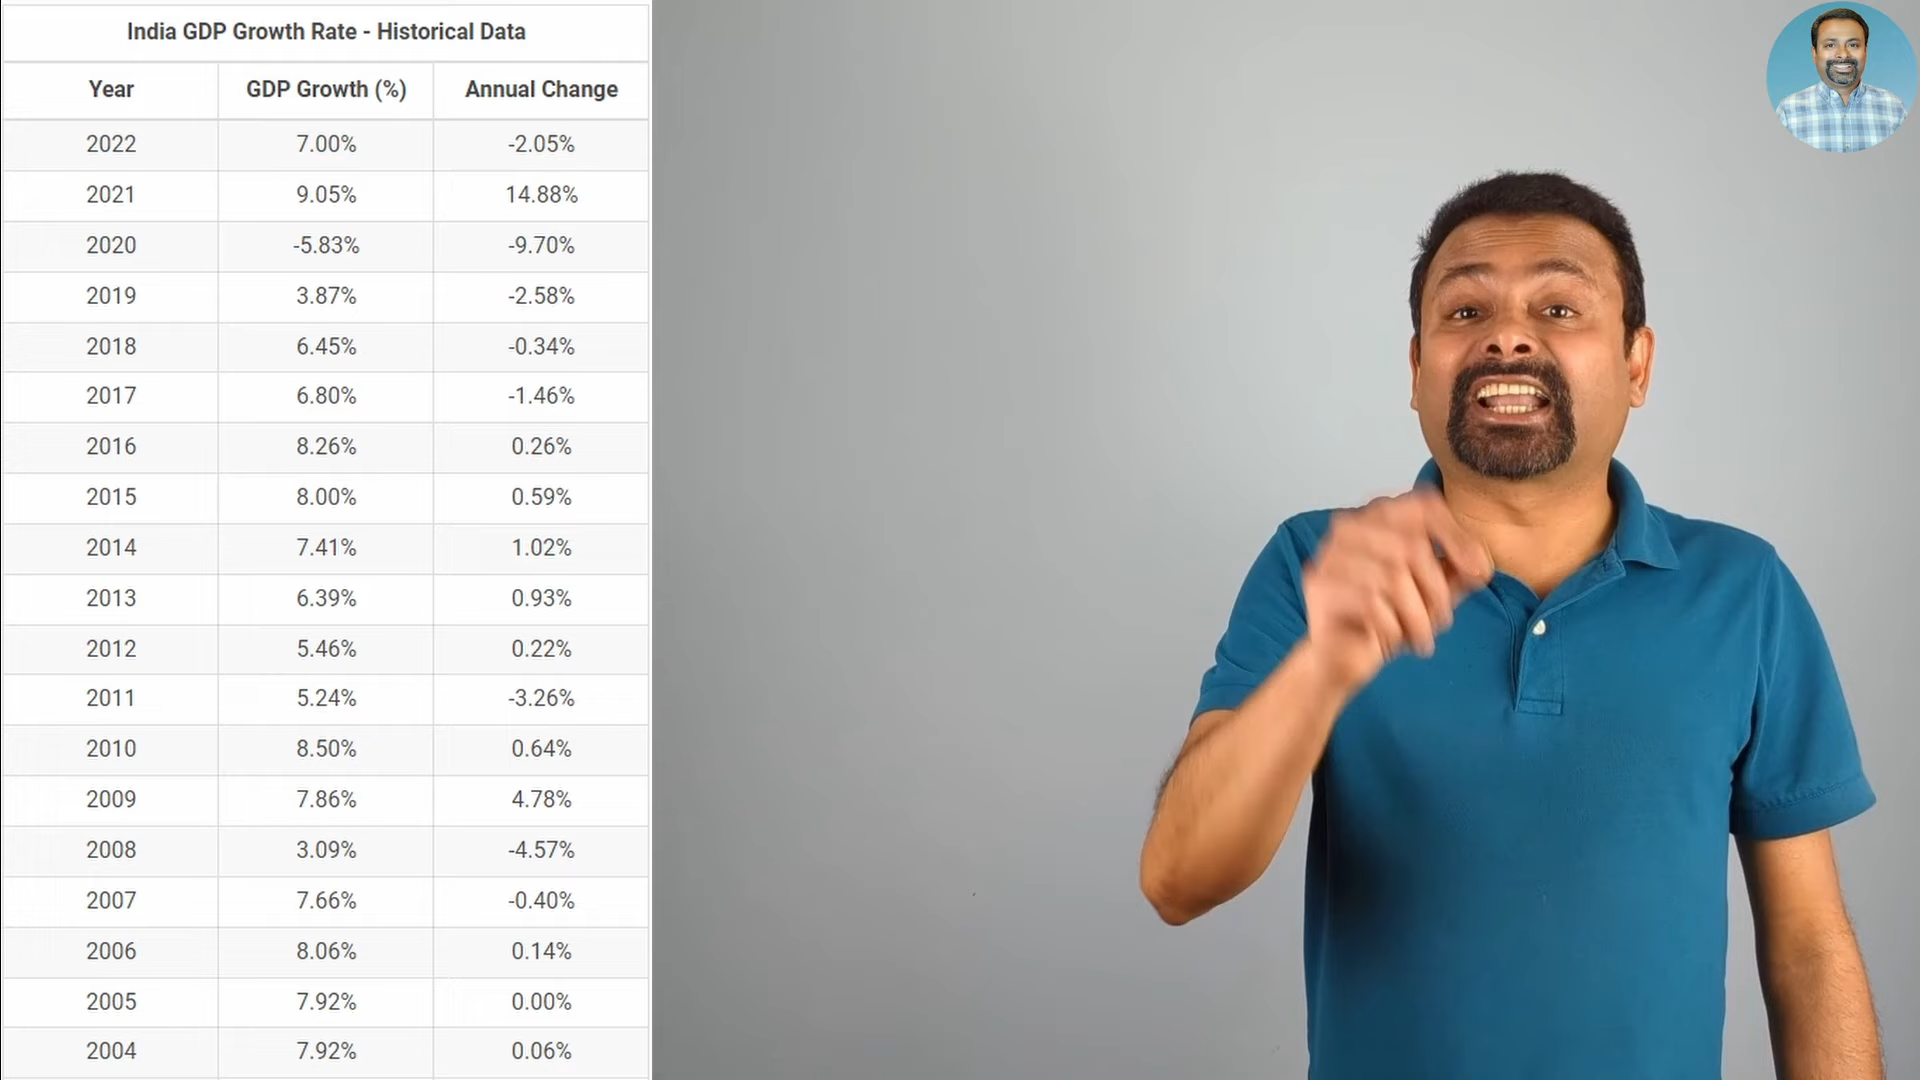 India GDP Growth Rate - Historical Data
Year GDP Growth (%) Annual Change
2022 7.00% -2.05%
2021 9.05% 14.88%
2020 -5.83% -9.70%
2019 3.87% -2.58%
2018 6.45% -0.34%
2017 6.80% -1.46%
2016 8.26% 0.26%
2015 8.00% 0.59%
2014 7.41% 1.02%
2013 6.39% 0.93%
2012 5.46% 0.22%
2011 5.24% -3.26%
2010 8.50% 0.64%
2009 7.86% 4.78%
2008 3.09% -4.57%
2007 7.66% -0.40%
2006 8.06% 0.14%
2005 7.92% 0.00%
2004 7.92% 0.06%